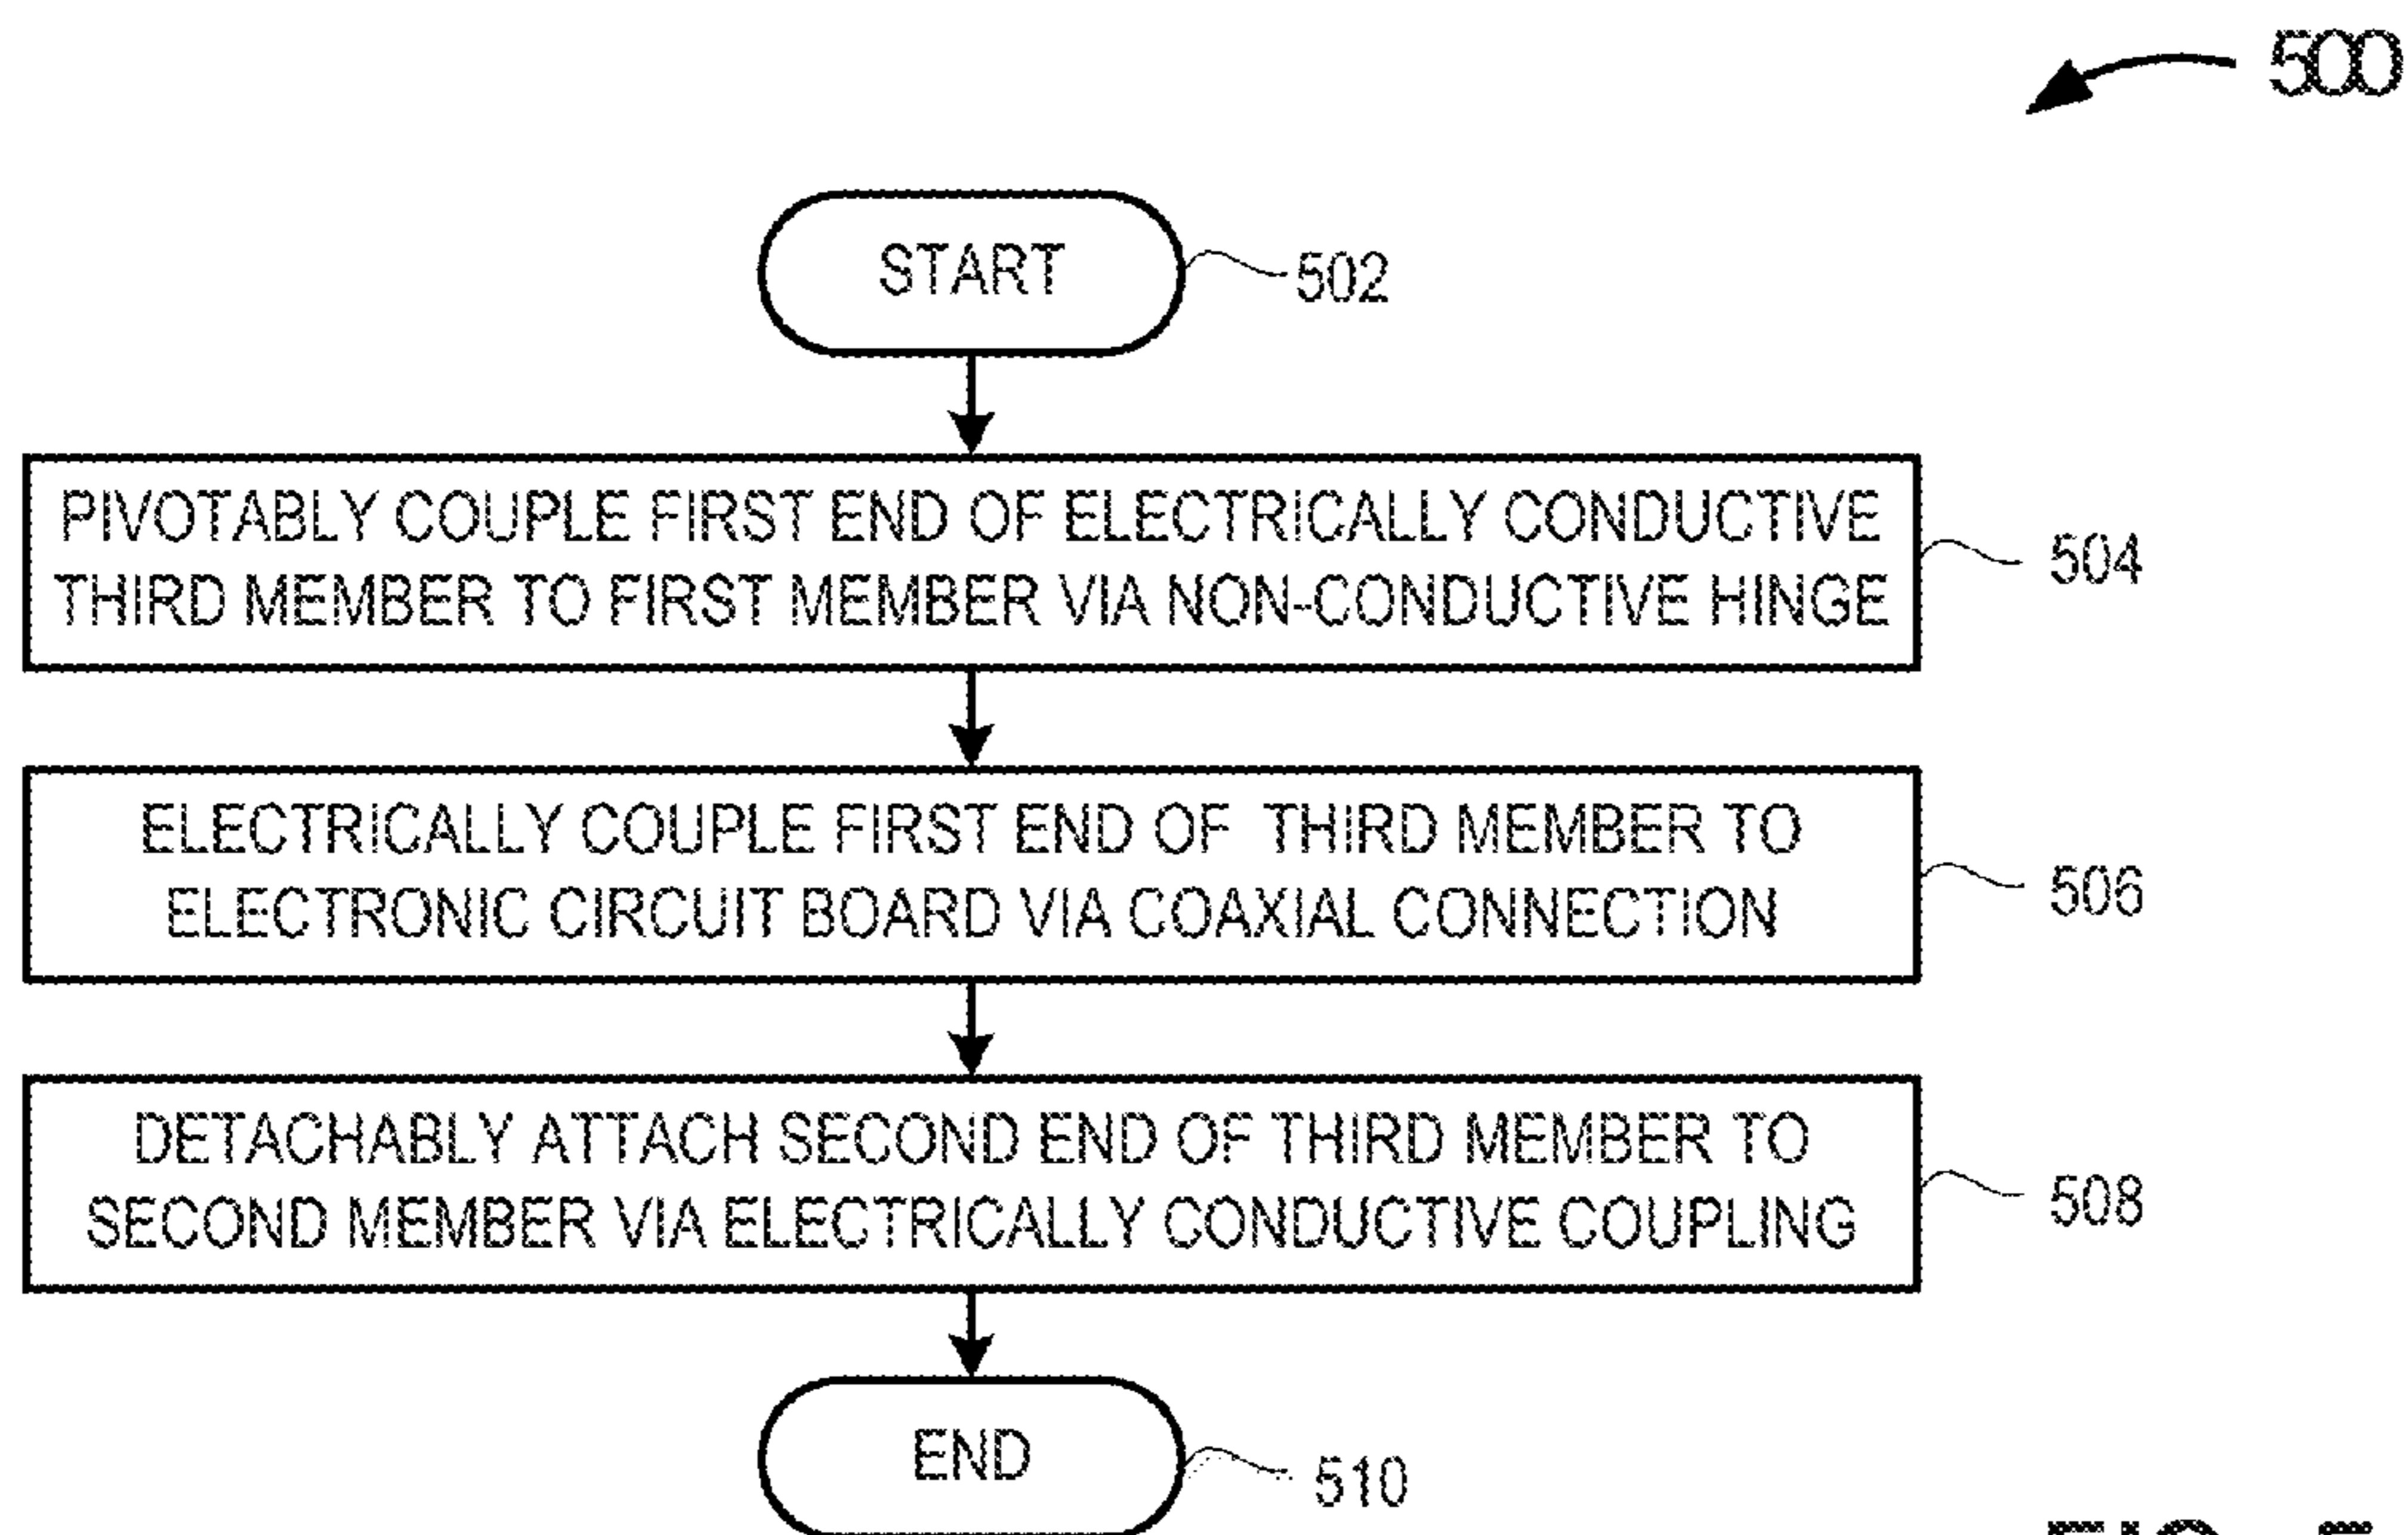 500
START
502
PIVOTABLY COUPLE FIRST END OF ELECTRICALLY CONDUCTIVE
THIRD MEMBER TO FIRST MEMBER VIA NON-CONDUCTIVE HINGE
504
ELECTRICALLY COUPLE FIRST END OF THIRD MEMBER TO
ELECTRONIC CIRCUIT BOARD VIA COAXIAL CONNECTION
506
DETACHABLY ATTACH SECOND END OF THIRD MEMBER TO
SECOND MEMBER VIA ELECTRICALLY CONDUCTIVE COUPLING
508
END
510